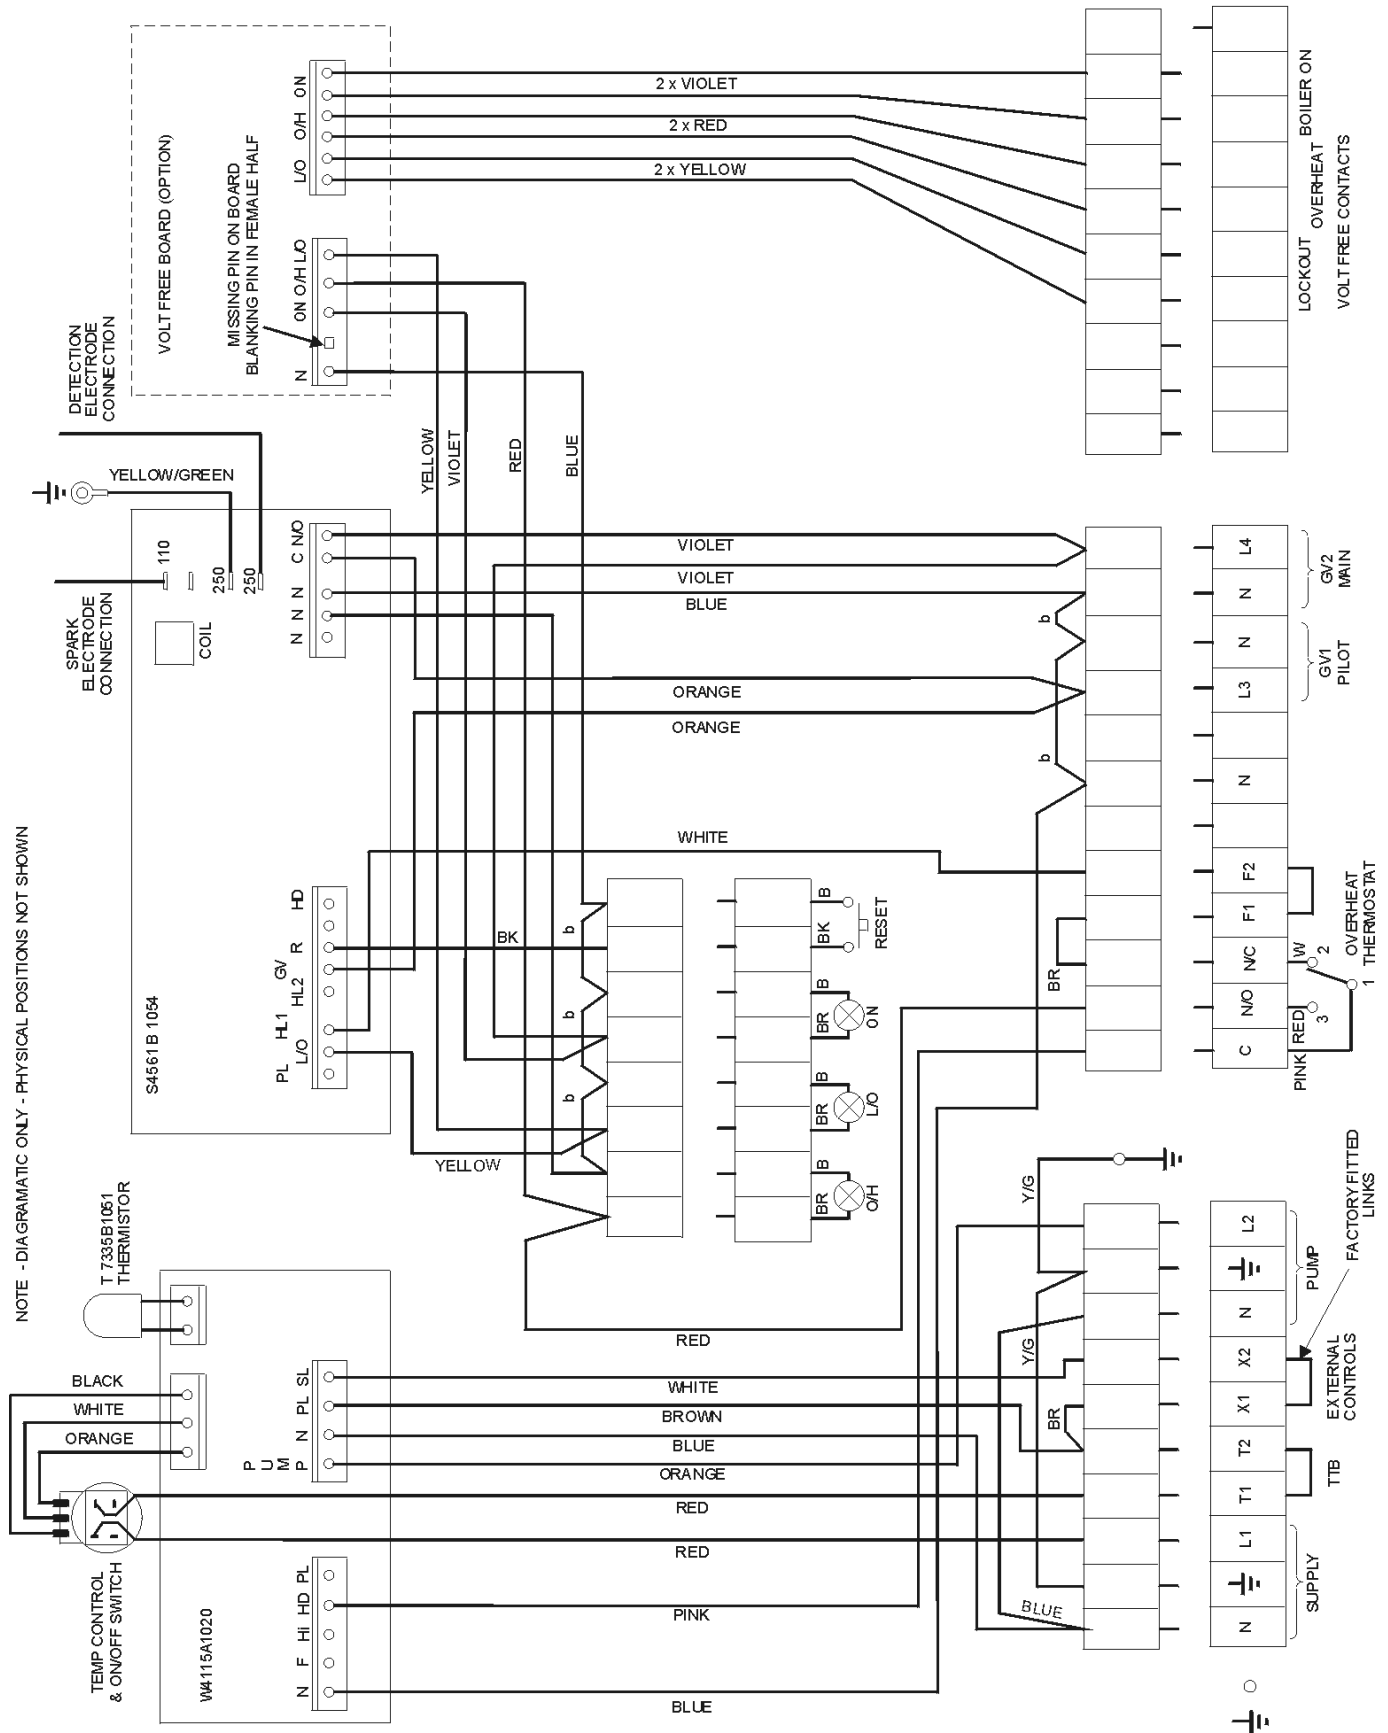 NOTE - DIAGRAMATIC ONLY - PHYSICAL POSITIONS NOT SHOWN
TEMP CONTROL
& ON/OFF SWITCH
BLACK
WHITE
ORANGE
T 7335B1051
THERMISTOR
SPARK
ELECTRODE
CONNECTION
DETECTION
ELECTRODE
CONNECTION
YELLOW/GREEN
110
250
250
COIL
W4115A1020
N
F
Hi
HD
PL
P U M P
N
PL
SL
S4561 B 1054
PL
L/O
HL1
HL2
GV
R
HD
N
N
N
C
N/O
VOLT FREE BOARD (OPTION)
MISSING PIN ON BOARD
BLANKING PIN IN FEMALE HALF
N
ON
O/H
L/O
L/O
O/H
ON
2 x VIOLET
2 x RED
2 x YELLOW
YELLOW
VIOLET
RED
BLUE
VIOLET
VIOLET
BLUE
ORANGE
ORANGE
WHITE
BK
YELLOW
b
b
b
b
b
RED
WHITE
BROWN
BLUE
ORANGE
RED
RED
PINK
BLUE
BLUE
Y/G
Y/G
BR
BR
BR
B
O/H
BR
B
L/O
BR
B
ON
BK
B
RESET
N
L1
T1
T2
X1
X2
N
L2
SUPPLY
TTB
EXTERNAL
CONTROLS
PUMP
FACTORY FITTED
LINKS
C
N/O
N/C
F1
F2
N
L3
N
N
L4
PINK
RED
W
3
2
1
OVERHEAT
THERMOSTAT
GV1
PILOT
GV2
MAIN
LOCKOUT
OVERHEAT
BOILER ON
VOLT FREE CONTACTS